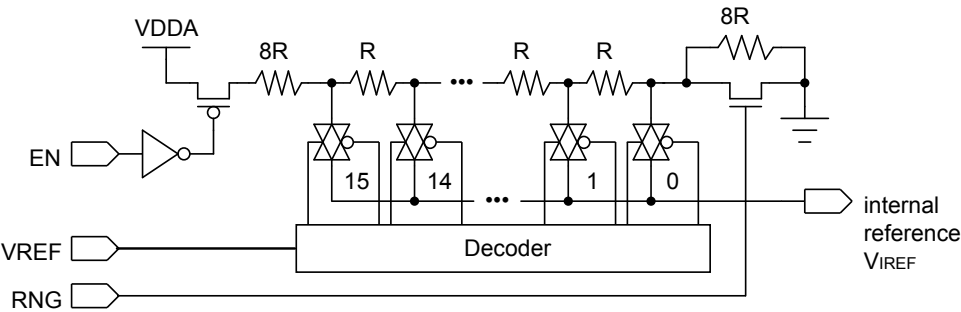 8R
VDDA
8R
R
R
R
•••
EN
15
14
1
0
•••
internal
reference
VIREF
VREF
Decoder
RNG